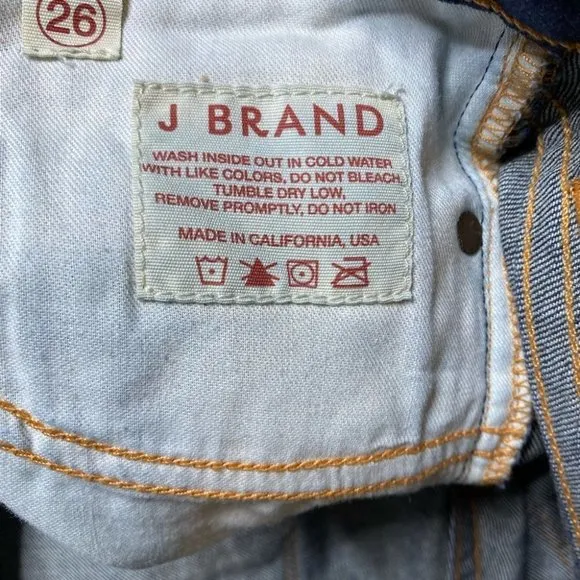 26
J BRAND
WASH INSIDE OUT IN COLD WATER
WITH LIKE COLORS, DO NOT BLEACH,
TUMBLE DRY LOW,
REMOVE PROMPTLY, DO NOT IRON
MADE IN CALIFORNIA, USA